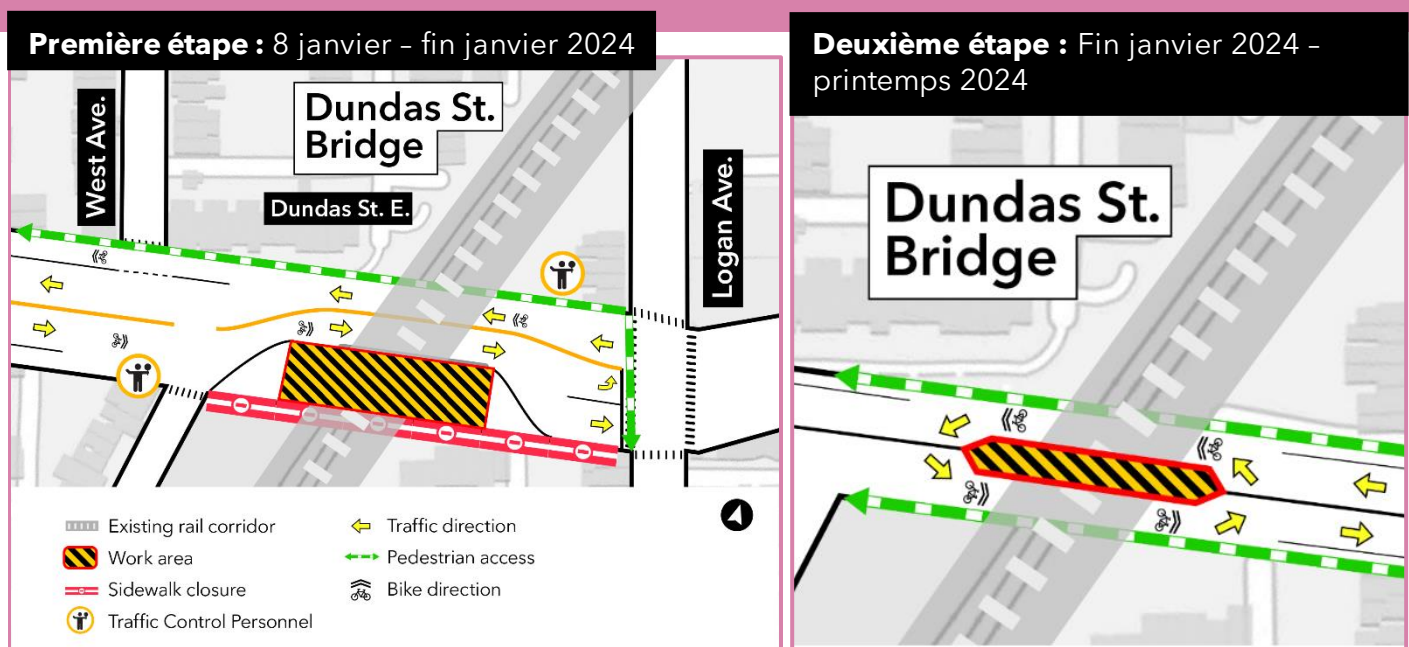 Première étape : 8 janvier – fin janvier 2024
West Ave.
Dundas St.
Bridge
Dundas St. E.
Logan Ave.
Existing rail corridor
Work area
Sidewalk closure
Traffic Control Personnel
Traffic direction
Pedestrian access
Bike direction
Deuxième étape : Fin janvier 2024 –
printemps 2024
Dundas St.
Bridge